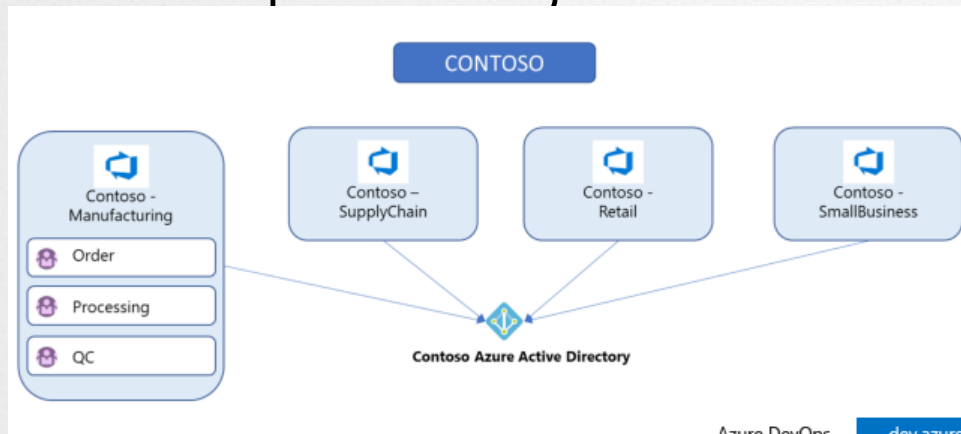 CONTOSO
Contoso -
Manufacturing
Order
Processing
QC
Contoso –
SupplyChain
Contoso -
Retail
Contoso -
SmallBusiness
Contoso Azure Active Directory
Azure DevOps